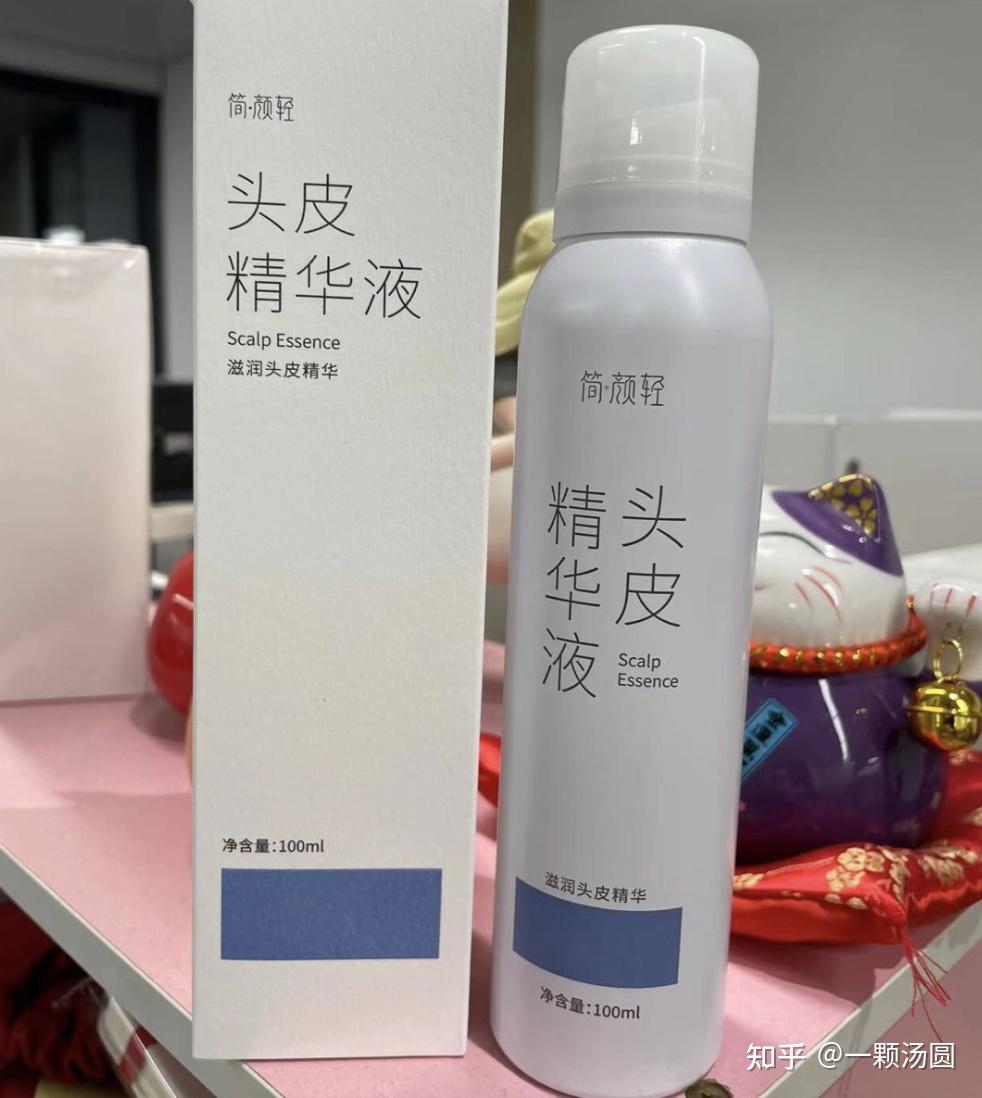 简·颜轻
头皮
精华液
Scalp Essence
滋润头皮精华
净含量：100ml
简·颜轻
头皮
精华液
Scalp
Essence
滋润头皮精华
净含量：100ml
知乎 @一颗汤圆